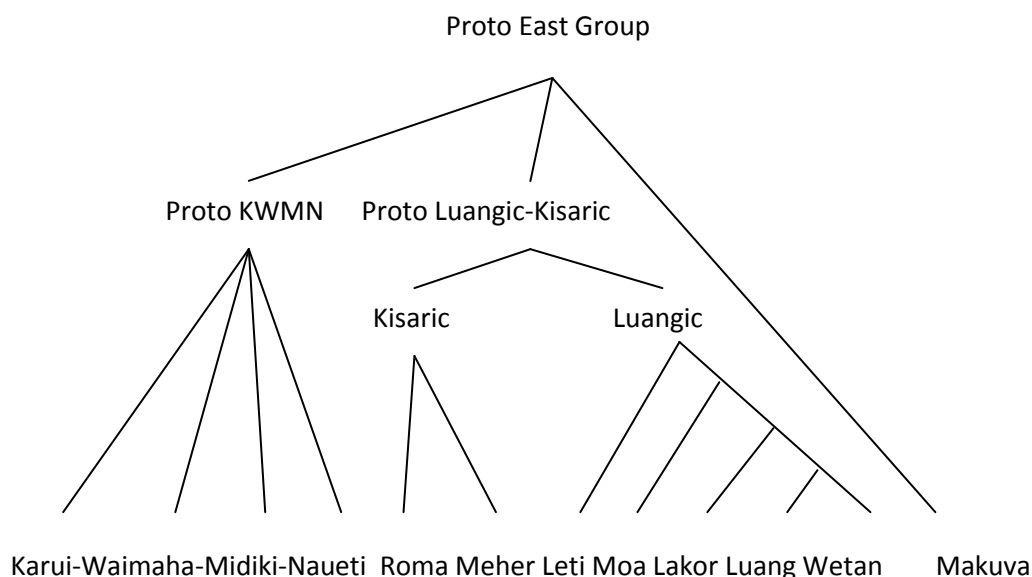 Proto East Group
Proto KWMN Proto Luangic-Kisaric
Kisaric Luangic
Karui-Waimaha-Midiki-Naueti Roma Meher Leti Moa Lakor Luang Wetan Makuva